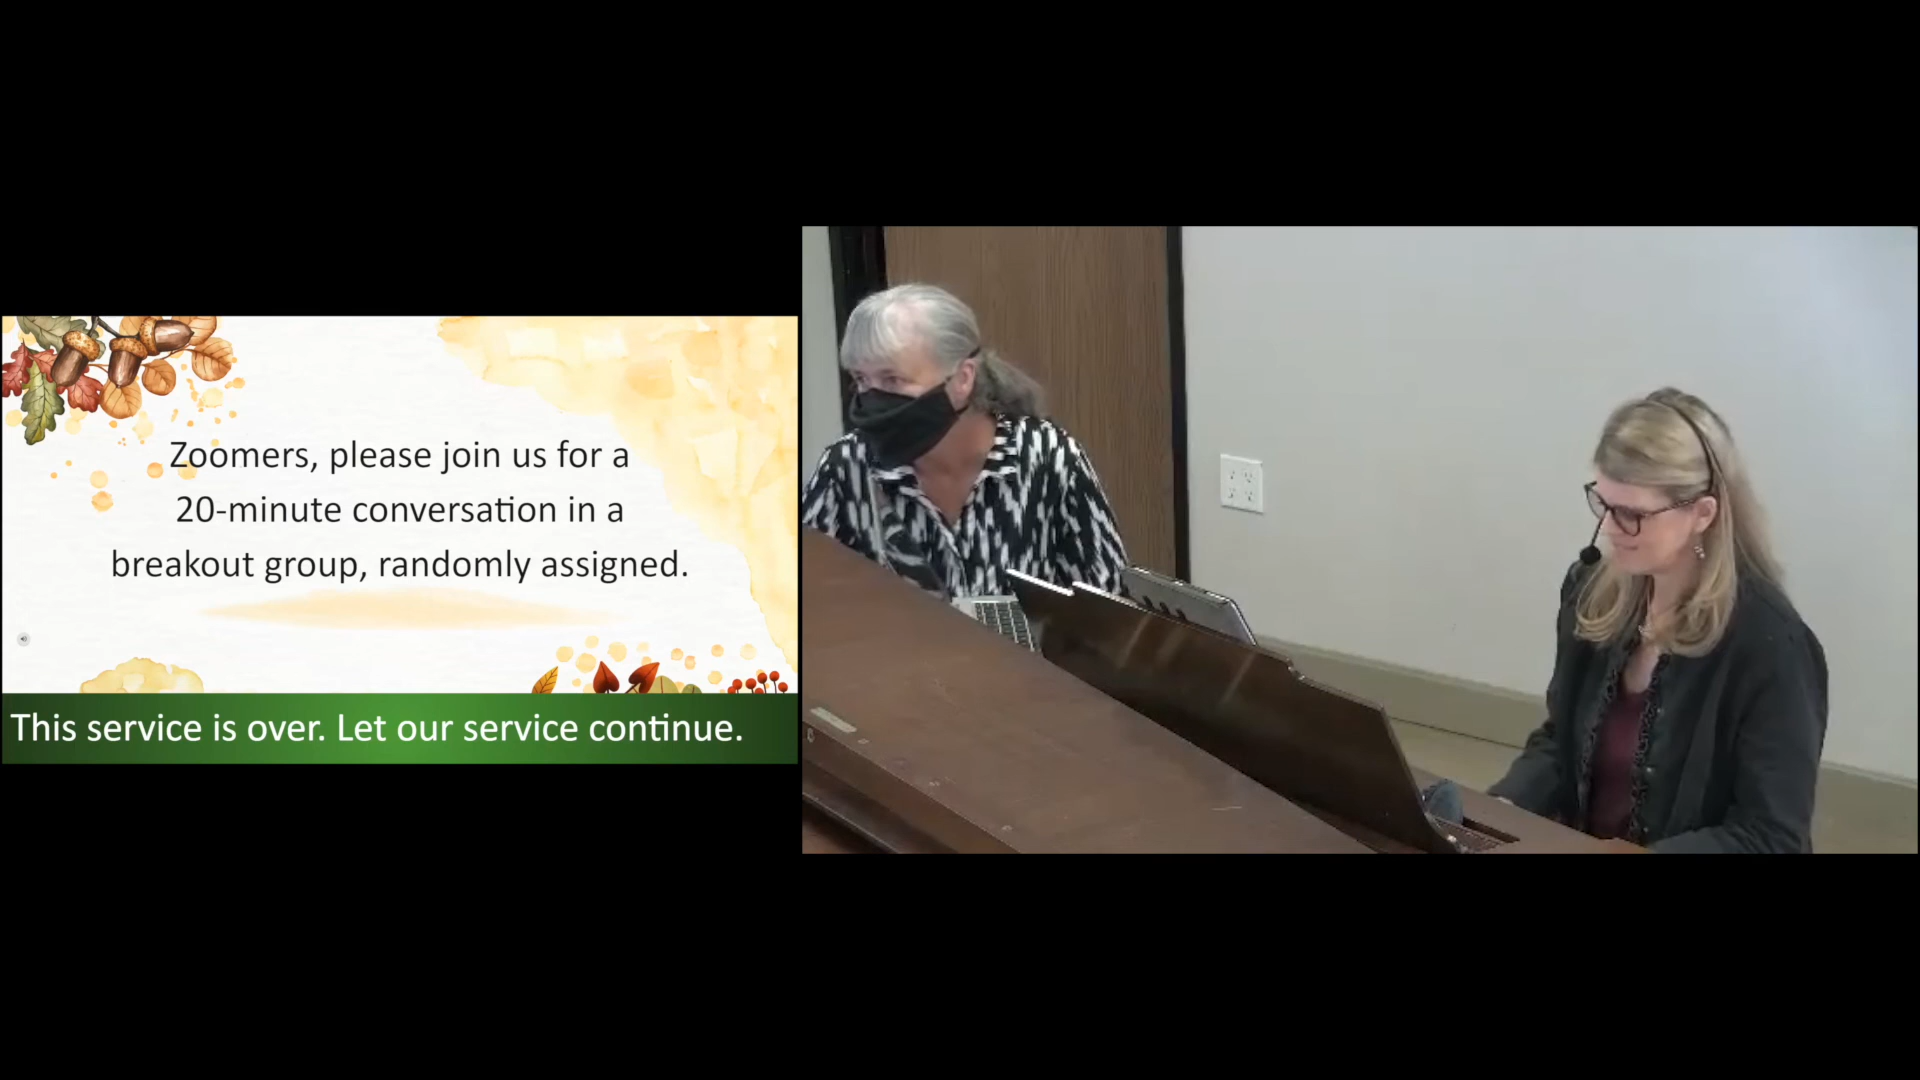 Zoomers, please join us for a
20-minute conversation in a
breakout group, randomly assigned.
This service is over. Let our service continue.